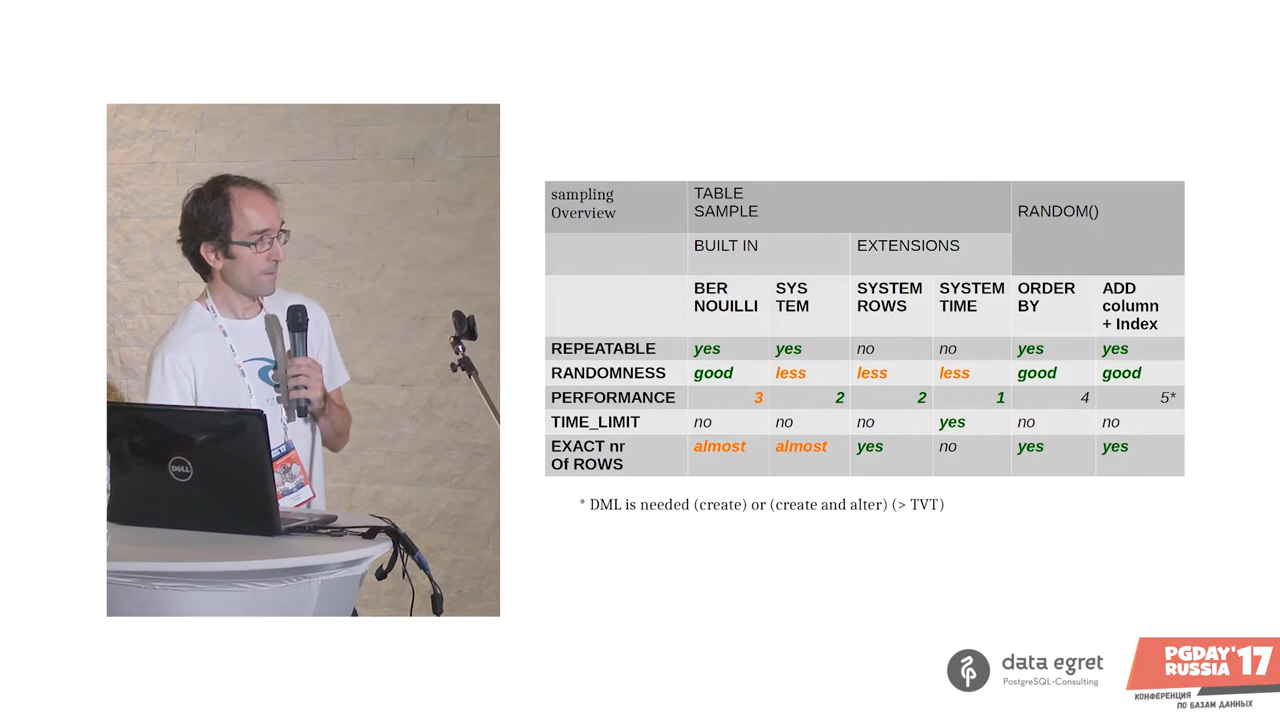 sampling
Overview
TABLE
SAMPLE
RANDOM()
BUILT IN
EXTENSIONS
BER
NOUILLI
SYS
TEM
SYSTEM
ROWS
SYSTEM
TIME
ORDER
BY
ADD
column
+ Index
REPEATABLE yes yes no no yes yes
RANDOMNESS good less less less good good
PERFORMANCE 3 2 2 1 4 5*
TIME_LIMIT no no no yes no no
EXACT nr
Of ROWS almost almost yes no yes yes
* DML is needed (create) or (create and alter) (> TVT)
DELL
data egret
PostgreSQL-Consulting
PGDAY'17
RUSSIA
КОНФЕРЕНЦИЯ
ПО БАЗАМ ДАННЫХ